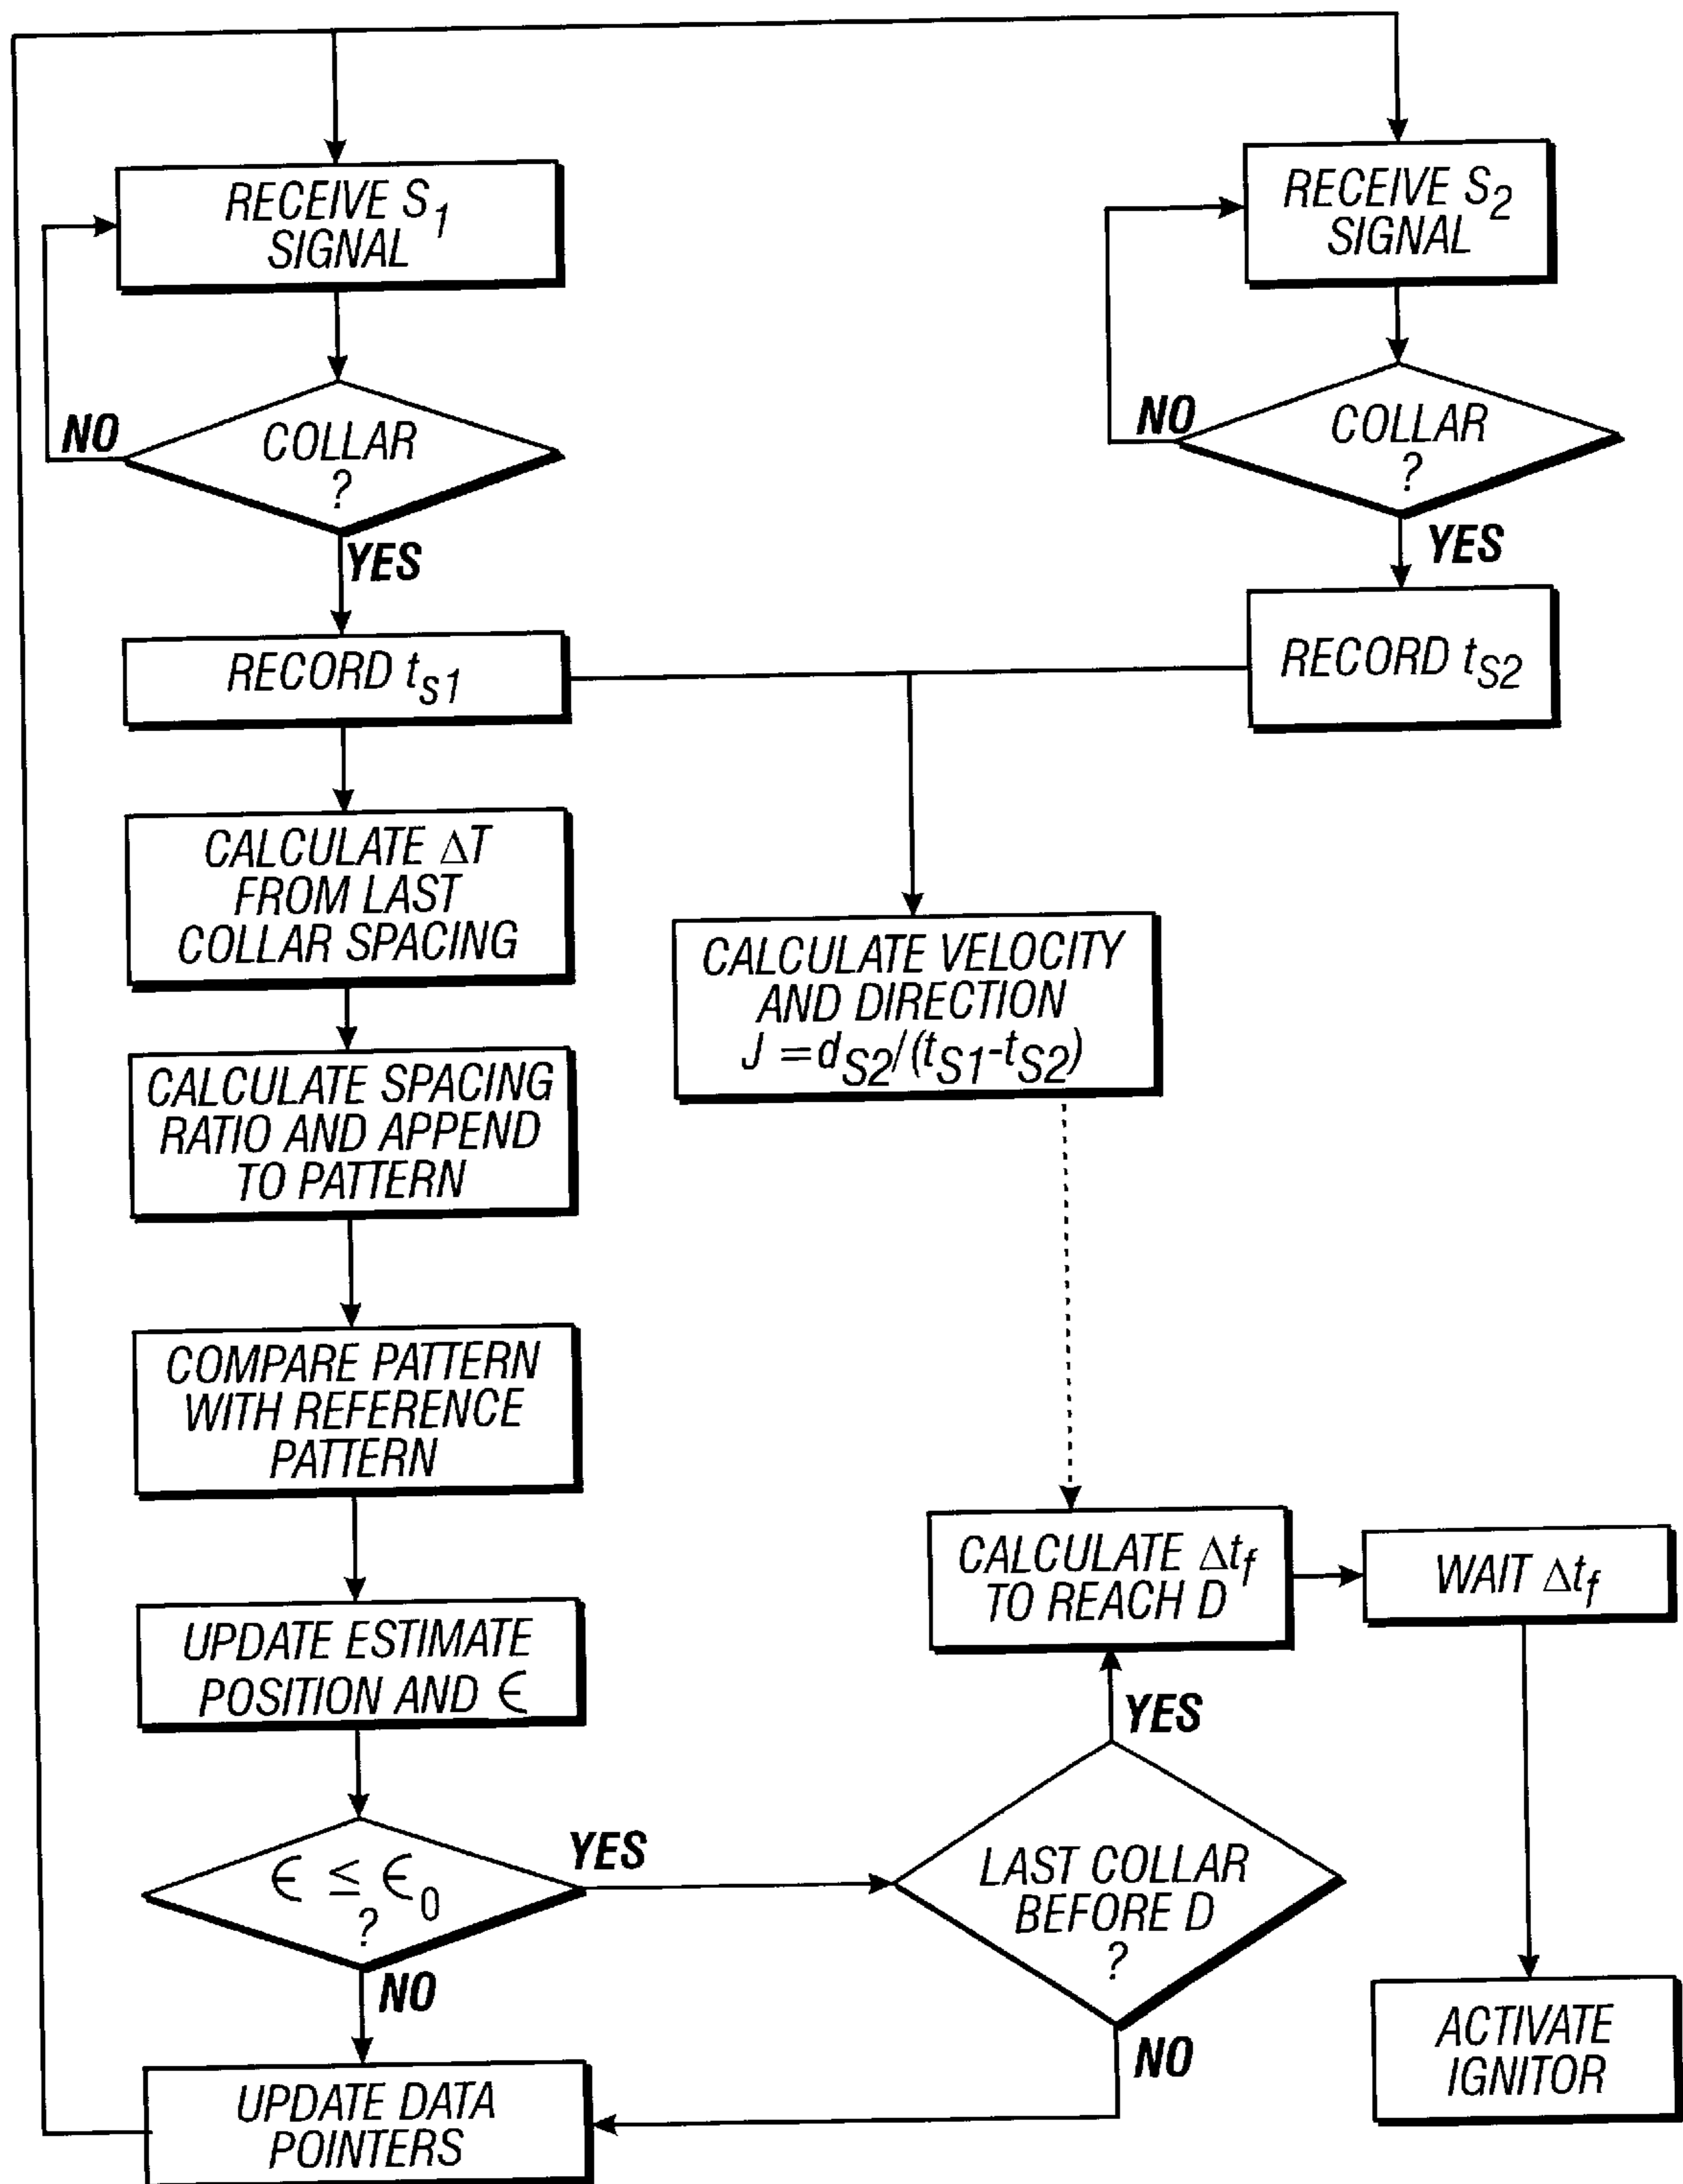 RECEIVE S1
SIGNAL
RECEIVE S2
SIGNAL
NO
COLLAR
?
YES
NO
COLLAR
?
YES
RECORD ts1
RECORD tS2
CALCULATE ΔT
FROM LAST
COLLAR SPACING
CALCULATE VELOCITY
AND DIRECTION
J = dS2/(tS1-tS2)
CALCULATE SPACING
RATIO AND APPEND
TO PATTERN
COMPARE PATTERN
WITH REFERENCE
PATTERN
CALCULATE Δtf
TO REACH D
WAIT Δtf
UPDATE ESTIMATE
POSITION AND ϵ
YES
ϵ ≤ ϵ0
?
YES
NO
LAST COLLAR
BEFORE D
?
NO
ACTIVATE
IGNITOR
UPDATE DATA
POINTERS